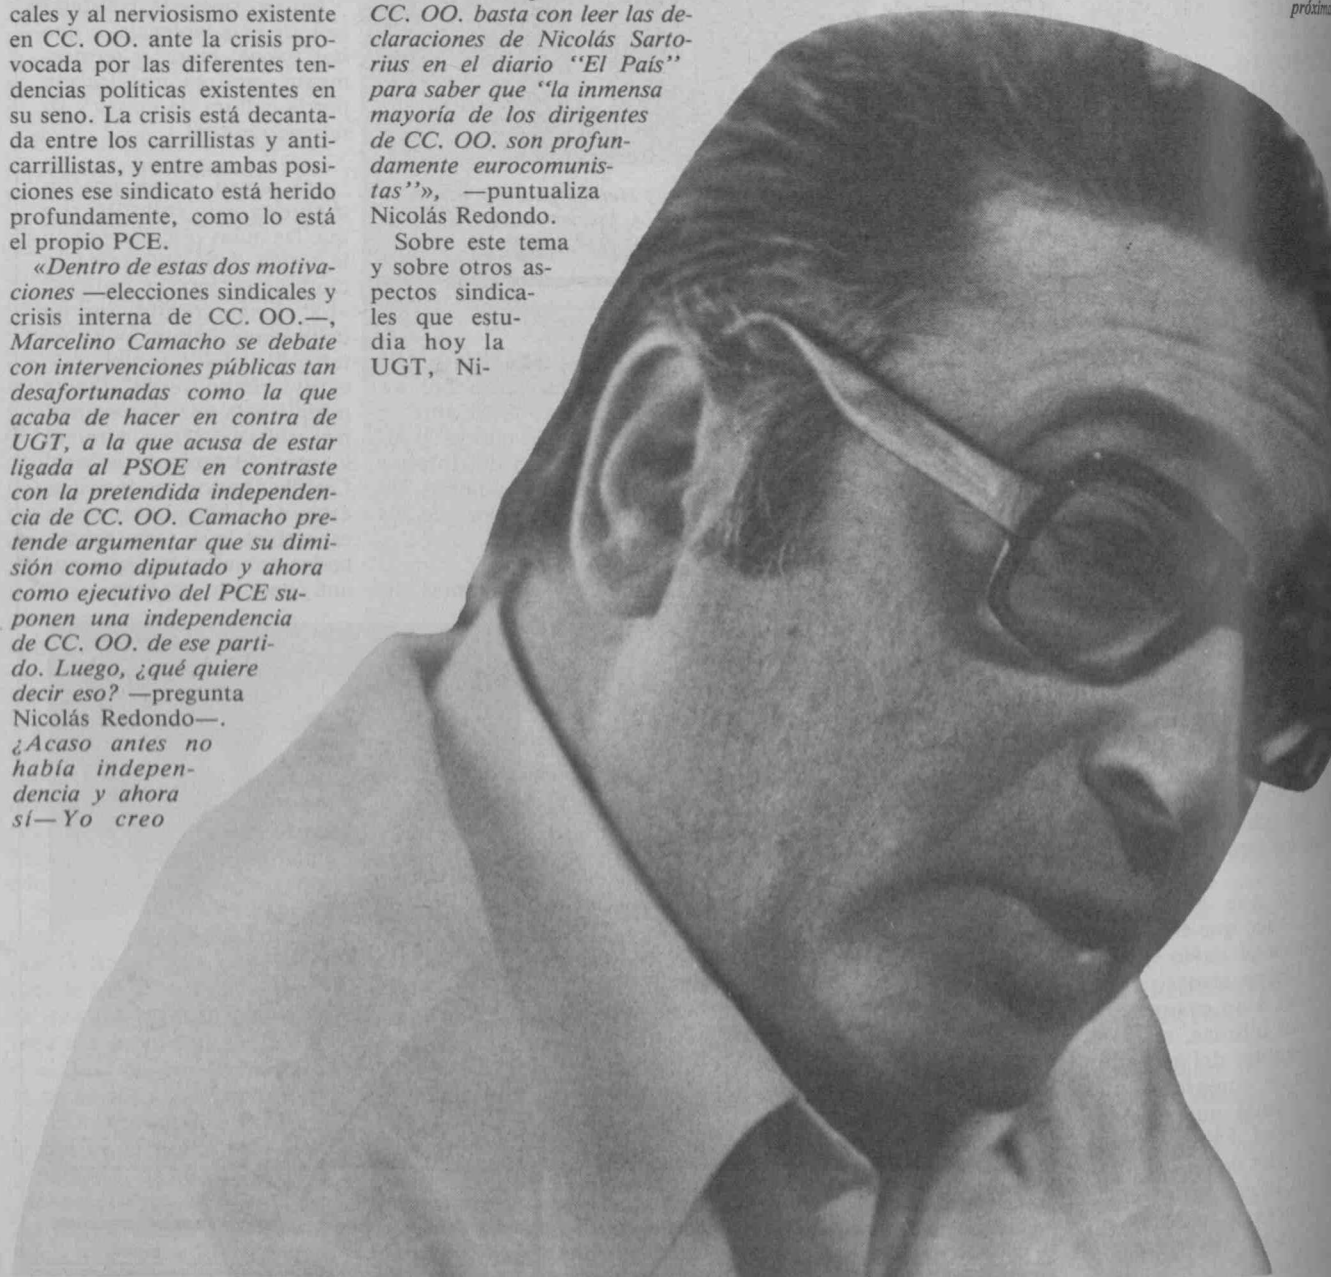 cales y al nerviosismo existente
en CC. OO. ante la crisis pro-
vocada por las diferentes ten-
dencias políticas existentes en
su seno. La crisis está decanta-
da entre los carrillistas y anti-
carrillistas, y entre ambas posi-
ciones ese sindicato está herido
profundamente, como lo está
el propio PCE.
«Dentro de estas dos motiva-
ciones —elecciones sindicales y
crisis interna de CC. OO.—,
Marcelino Camacho se debate
con intervenciones públicas tan
desafortunadas como la que
acaba de hacer en contra de
UGT, a la que acusa de estar
ligada al PSOE en contraste
con la pretendida independen-
cia de CC. OO. Camacho pre-
tende argumentar que su dimi-
sión como diputado y ahora
como ejecutivo del PCE su-
ponen una independencia
de CC. OO. de ese parti-
do. Luego, ¿qué quiere
decir eso? —pregunta
Nicolás Redondo—.
¿Acaso antes no
había indepen-
dencia y ahora
sí— Yo creo
CC. OO. basta con leer las de-
claraciones de Nicolás Sarto-
rius en el diario "El País"
para saber que "la inmensa
mayoría de los dirigentes
de CC. OO. son profun-
damente eurocomunis-
tas"», —puntualiza
Nicolás Redondo.
Sobre este tema
y sobre otros as-
pectos sindica-
les que estu-
dia hoy la
UGT, Ni-